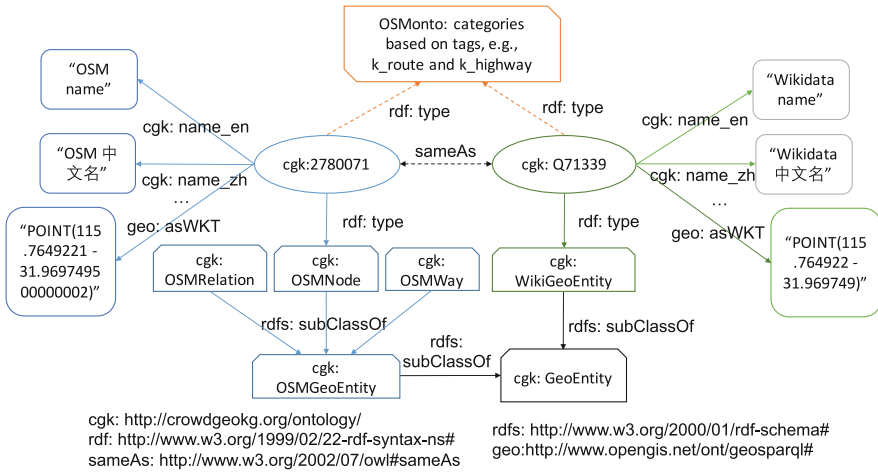 OSMonto: categories
based on tags, e.g.,
k_route and k_highway
"OSM
name"
"Wikidata
name"
rdf: type
rdf: type
cgk: name_en
cgk: name_en
"OSM 中
文名"
cgk:2780071
sameAs
cgk: Q71339
"Wikidata
中文名"
cgk: name_zh
cgk: name_zh
...
...
geo: asWKT
rdf: type
rdf: type
geo: asWKT
"POINT(115
.7649221 -
31.9697495
00000002)"
cgk:
OSMRelation
cgk:
OSMNode
cgk:
OSMWay
cgk:
WikiGeoEntity
"POINT(115
.764922 -
31.969749)"
rdfs: subClassOf
rdfs: subClassOf
rdfs:
subClassOf
cgk:
OSMGeoEntity
cgk: GeoEntity
cgk: http://crowdgeokg.org/ontology/
rdf: http://www.w3.org/1999/02/22-rdf-syntax-ns#
sameAs: http://www.w3.org/2002/07/owl#sameAs
rdfs: http://www.w3.org/2000/01/rdf-schema#
geo:http://www.opengis.net/ont/geosparql#